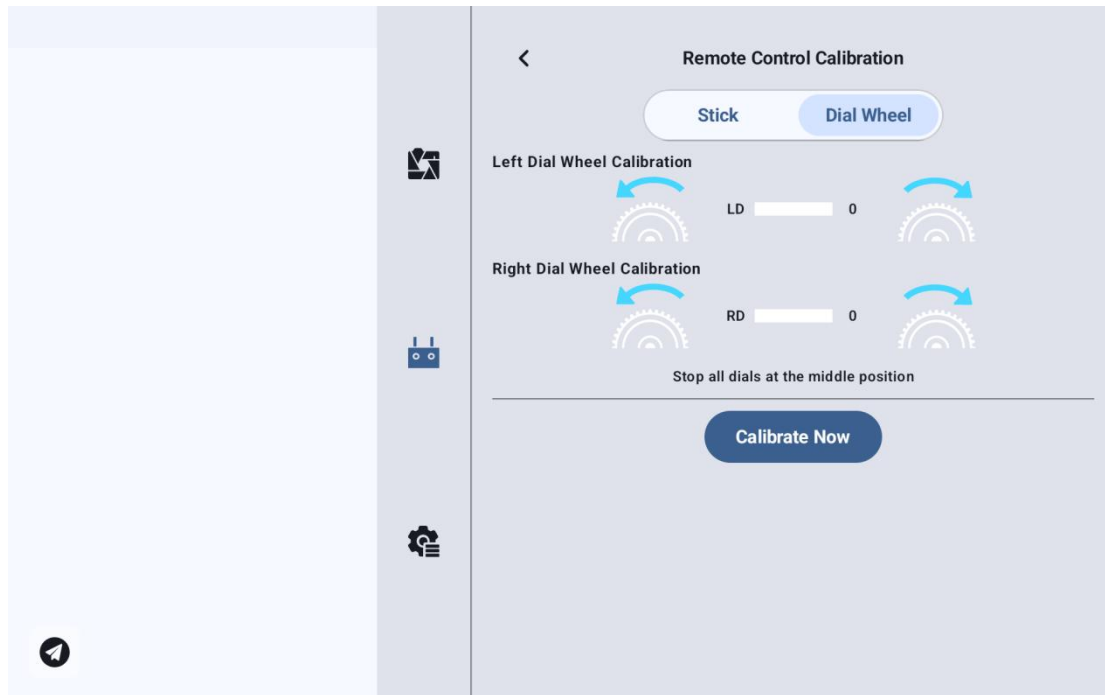 Remote Control Calibration
Stick Dial Wheel
Left Dial Wheel Calibration
LD 0
Right Dial Wheel Calibration
RD 0
Stop all dials at the middle position
Calibrate Now